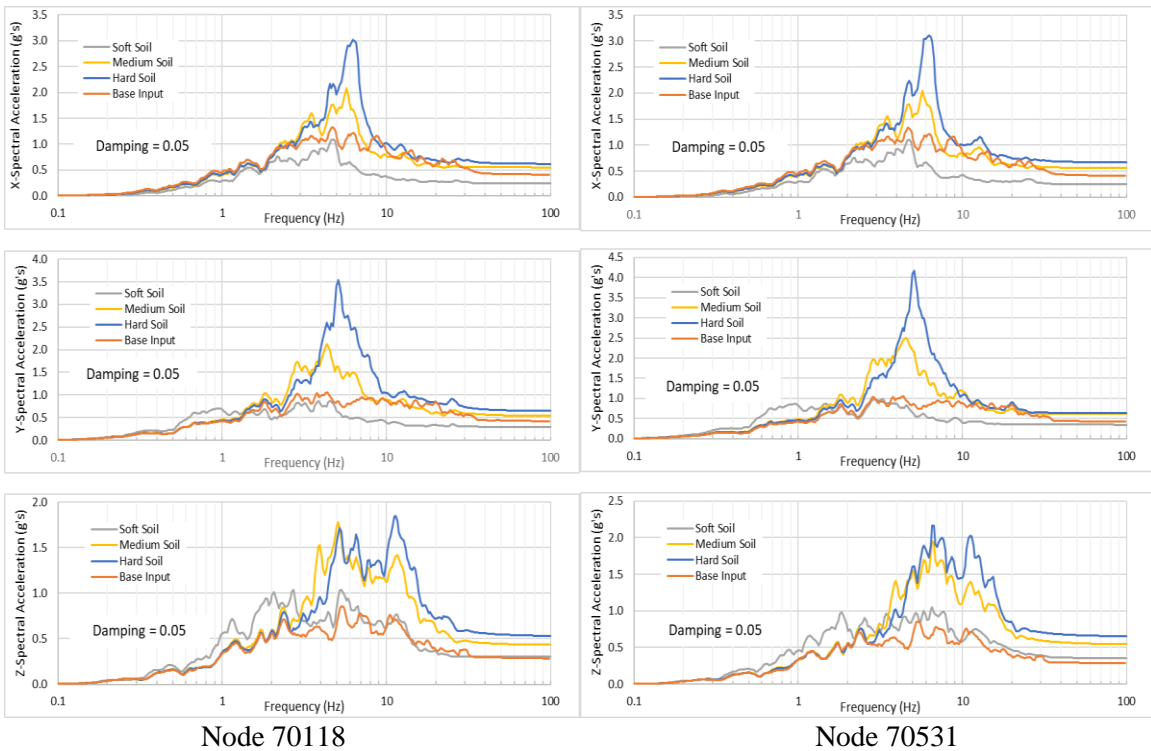 X-Spectral Acceleration (g's)
3.5
3.0
2.5
2.0
1.5
1.0
0.5
0.0
Soft Soil
Medium Soil
Hard Soil
Base Input
Damping = 0.05
0.1 1 10 100
Frequency (Hz)
X-Spectral Acceleration (g's)
3.5
3.0
2.5
2.0
1.5
1.0
0.5
0.0
Soft Soil
Medium Soil
Hard Soil
Base Input
Damping = 0.05
0.1 1 10 100
Frequency (Hz)
Y-Spectral Acceleration (g's)
4.0
3.5
3.0
2.5
2.0
1.5
1.0
0.5
0.0
Soft Soil
Medium Soil
Hard Soil
Base Input
Damping = 0.05
0.1 1 10 100
Frequency (Hz)
Y-Spectral Acceleration (g's)
4.5
4.0
3.5
3.0
2.5
2.0
1.5
1.0
0.5
0.0
Soft Soil
Medium Soil
Hard Soil
Base Input
Damping = 0.05
0.1 1 10 100
Frequency (Hz)
Z-Spectral Acceleration (g's)
2.0
1.5
1.0
0.5
0.0
Soft Soil
Medium Soil
Hard Soil
Base Input
Damping = 0.05
0.1 1 10 100
Frequency (Hz)
Z-Spectral Acceleration (g's)
2.5
2.0
1.5
1.0
0.5
0.0
Soft Soil
Medium Soil
Hard Soil
Base Input
Damping = 0.05
0.1 1 10 100
Frequency (Hz)
Node 70118
Node 70531